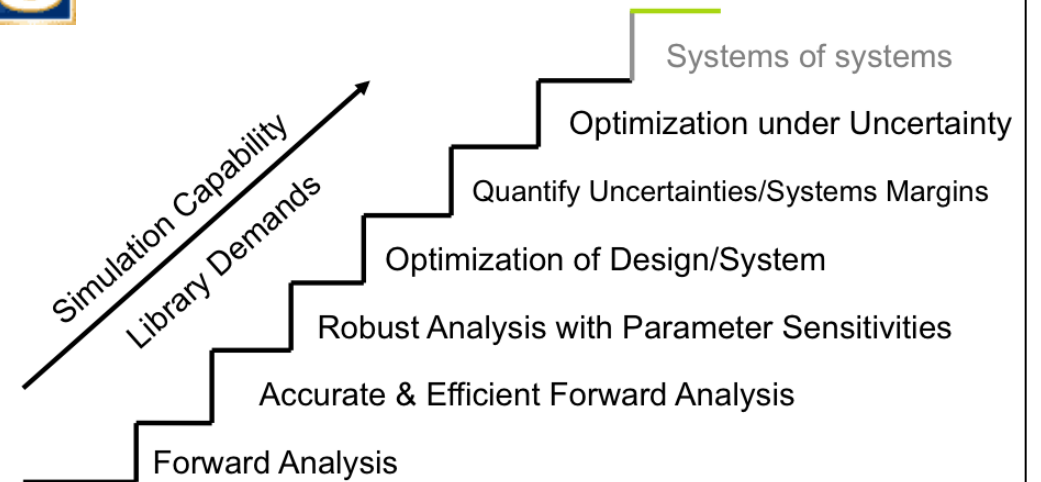 Systems of systems
Optimization under Uncertainty
Quantify Uncertainties/Systems Margins
Optimization of Design/System
Robust Analysis with Parameter Sensitivities
Accurate & Efficient Forward Analysis
Forward Analysis
Simulation Capability
Library Demands